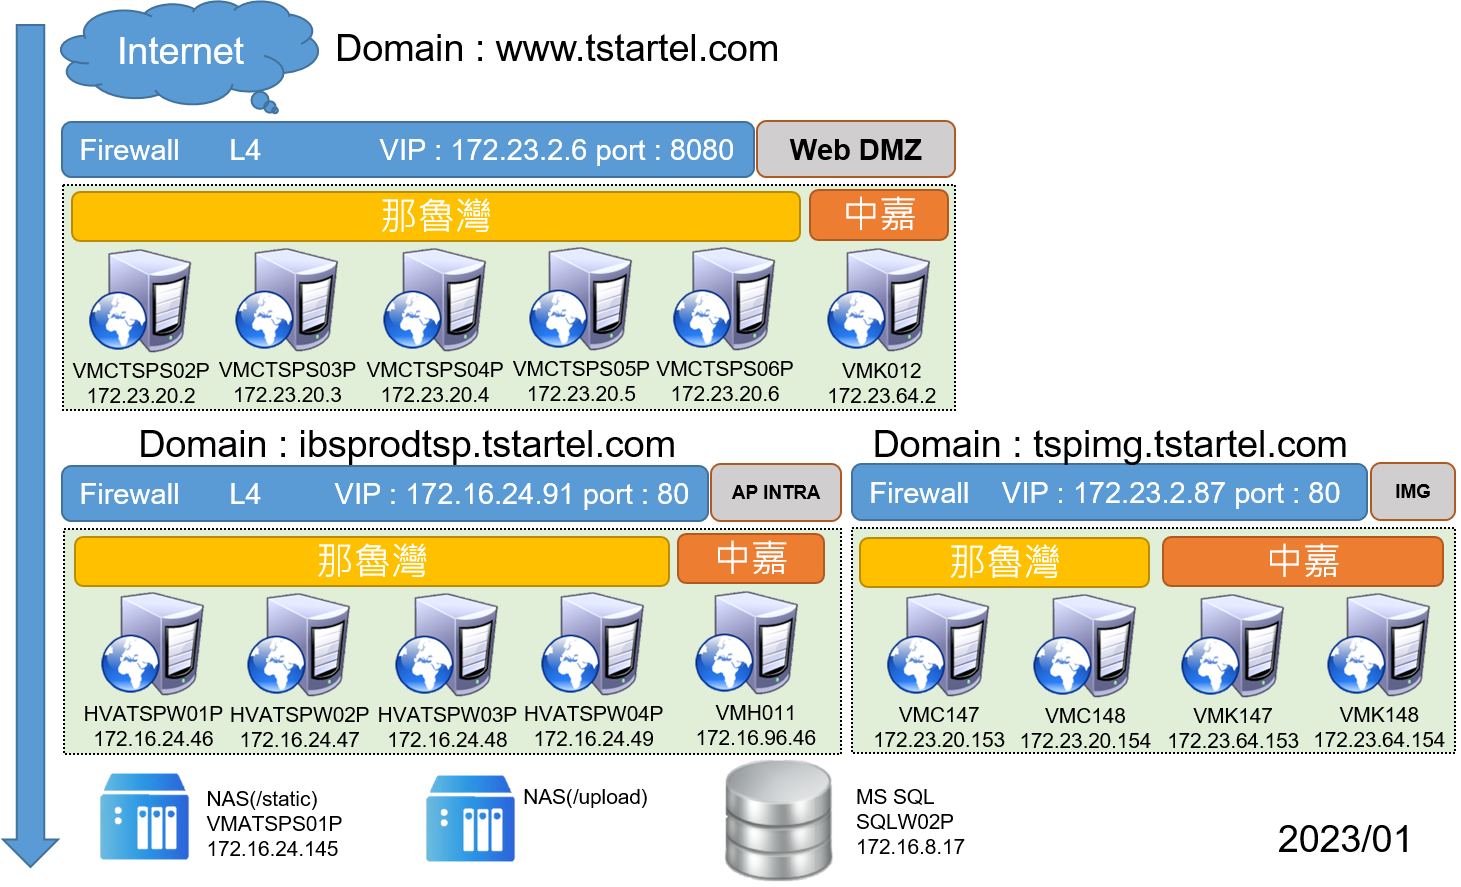 Internet
Domain : www.tstartel.com
Firewall L4 VIP : 172.23.2.6 port : 8080
Web DMZ
那魯灣
中嘉
VMCTSPS02P
172.23.20.2
VMCTSPS03P
172.23.20.3
VMCTSPS04P
172.23.20.4
VMCTSPS05P
172.23.20.5
VMCTSPS06P
172.23.20.6
VMK012
172.23.64.2
Domain : ibsprodtsp.tstartel.com
Firewall L4 VIP : 172.16.24.91 port : 80
AP INTRA
那魯灣
中嘉
HVATSPW01P
172.16.24.46
HVATSPW02P
172.16.24.47
HVATSPW03P
172.16.24.48
HVATSPW04P
172.16.24.49
VMH011
172.16.96.46
Domain : tspimg.tstartel.com
Firewall VIP : 172.23.2.87 port : 80
IMG
那魯灣
中嘉
VMC147
172.23.20.153
VMC148
172.23.20.154
VMK147
172.23.64.153
VMK148
172.23.64.154
NAS(/static)
VMATSPS01P
172.16.24.145
NAS(/upload)
MS SQL
SQLW02P
172.16.8.17
2023/01